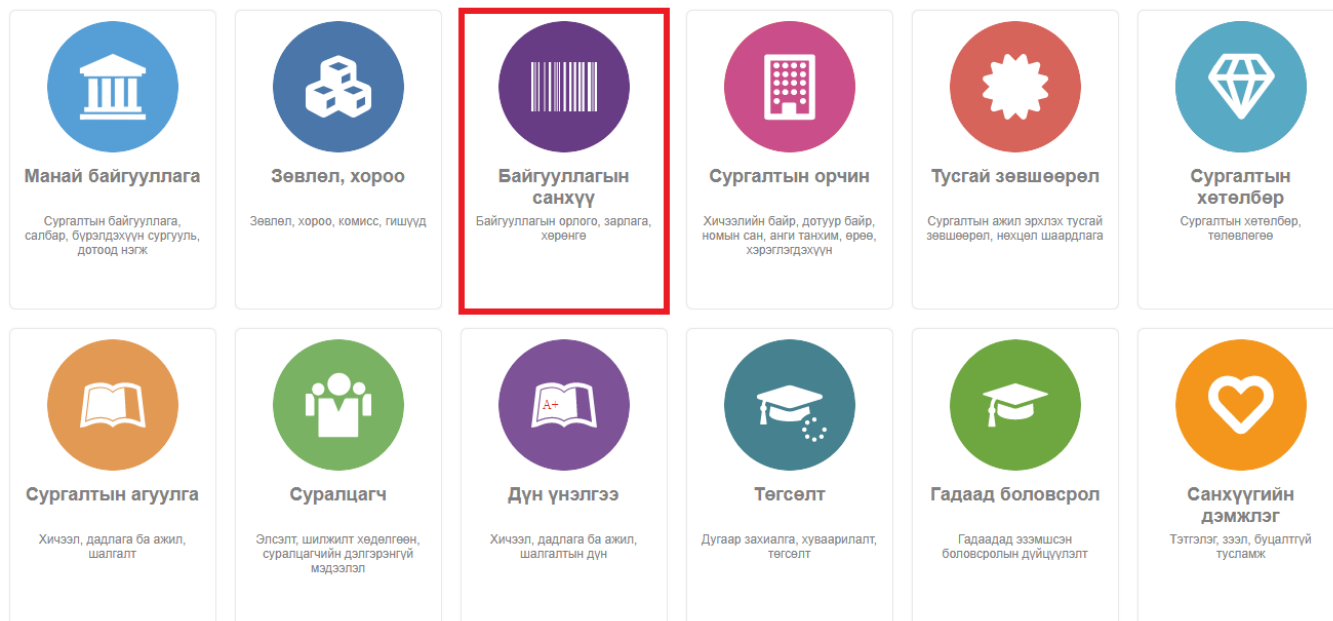 Манай байгууллага
Сургалтын байгууллага,
салбар, бүрэлдэхүүн сургууль,
дотоод нэгж
Зөвлөл, хороо
Зөвлөл, хороо, комисс, гишүүд
Байгууллагын
санхүү
Байгууллагын орлого, зарлага,
хөрөнгө
Сургалтын орчин
Хичээлийн байр, дотуур байр,
номын сан, анги танхим, өрөө,
хэрэглэгдэхүүн
Тусгай зөвшөөрөл
Сургалтын ажил эрхлэх тусгай
зөвшөөрөл, нөхцөл шаардлага
Сургалтын
хөтөлбөр
Сургалтын хөтөлбөр,
төлөвлөгөө
Сургалтын агуулга
Хичээл, дадлага ба ажил,
шалгалт
Суралцагч
Элсэлт, шилжилт хөдөлгөөн,
суралцагчийн дэлгэрэнгүй
мэдээлэл
A+
Дүн үнэлгээ
Хичээл, дадлага ба ажил,
шалгалтын дүн
Төгсөлт
Дугаар захиалга, хуваарилалт,
төгсөлт
Гадаад боловсрол
Гадаадад эзэмшсэн
боловсролын дүйцүүлэлт
Санхүүгийн
дэмжлэг
Тэтгэлэг, зээл, буцалтгүй
тусламж